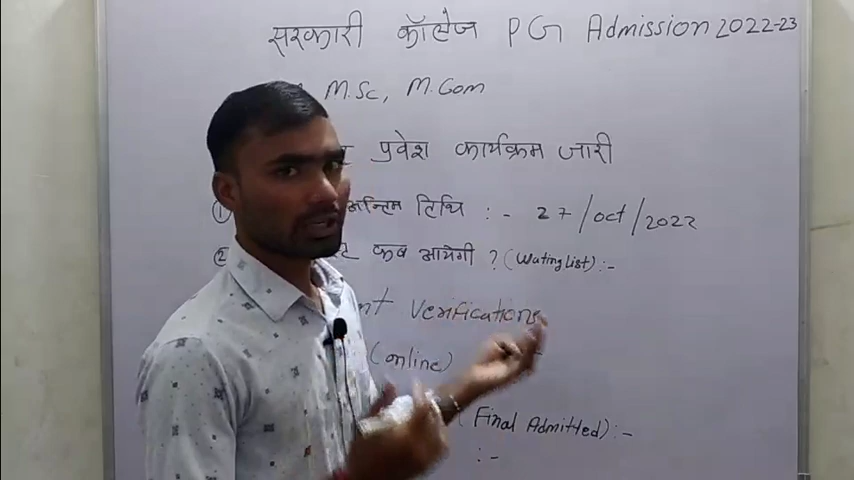 सरकारी कॉलेज PG Admission 2022-23
M.Sc, M.Com
प्रवेश कार्यक्रम जारी
① अन्तिम तिथि :- 27/Oct/2022
② कब आयेगी ? (Wating List) :-
Verifications
(online) -
(Final Admitted) :-
:-